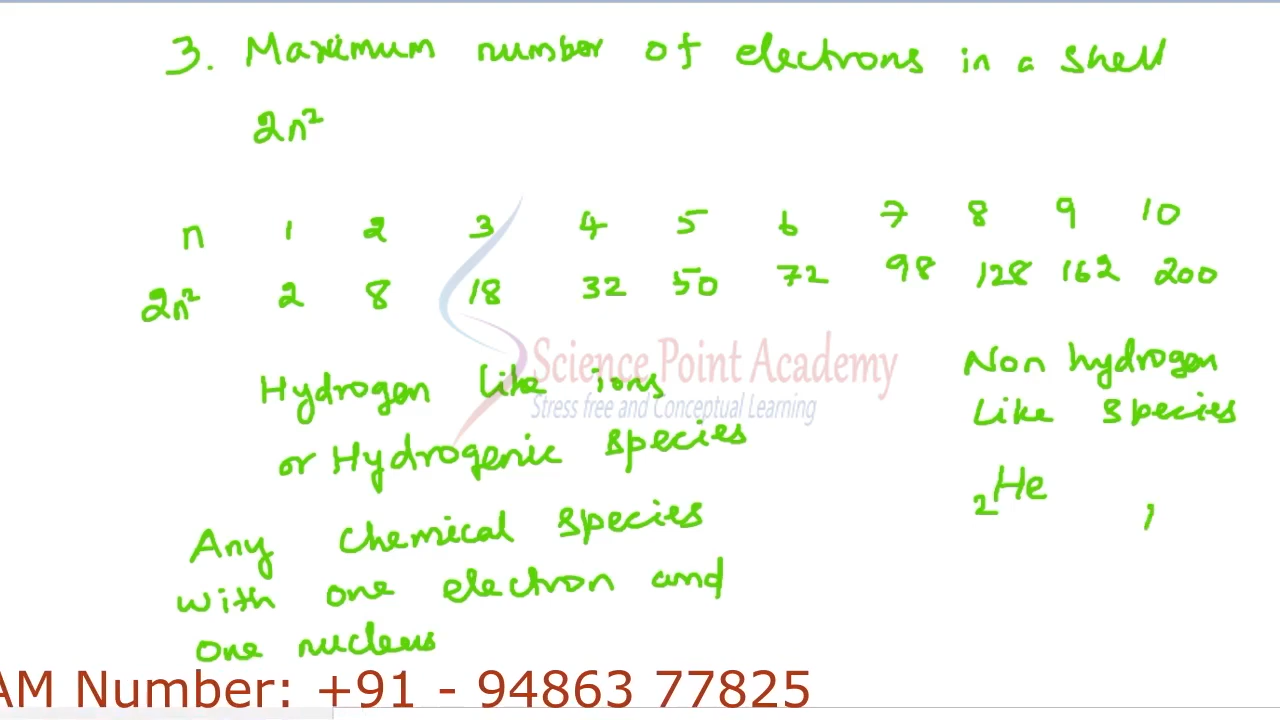 3. Maximum number of electrons in a shell
2n²
n 1 2 3 4 5 6 7 8 9 10
2n² 2 8 18 32 50 72 98 128 162 200
Science Point Academy
Stress free and Conceptual Learning
Hydrogen like ions
or Hydrogenic species
Any chemical species
with one electron and
one nucleus
Non hydrogen
like species
₂He ,
AM Number: +91 - 94863 77825